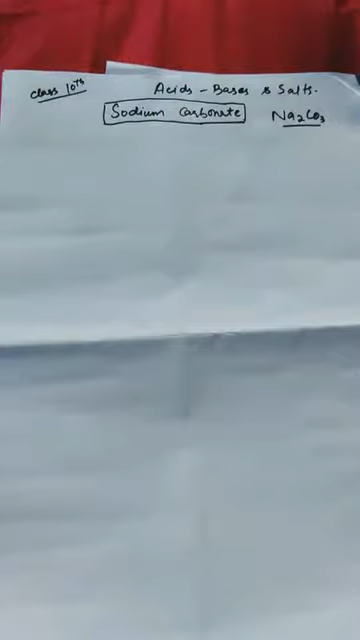 class 10th Acids - Bases & Salts.
Sodium Carbonate Na2Co3